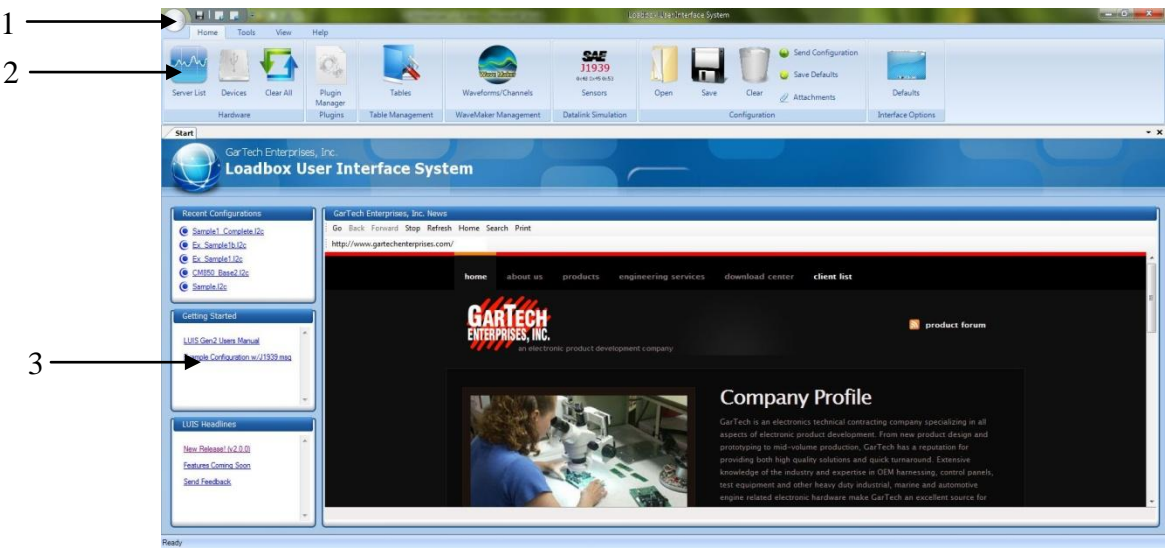 1
Loadbox User Interface System
Home Tools View Help
2
SAE
J1939
Wave Maker
Send Configuration
Save Defaults
Attachments
Server List Devices Clear All Plugin Manager Tables Waveforms/Channels Sensors Open Save Clear Defaults
Hardware Plugins Table Management WaveMaker Management Datalink Simulation Configuration Interface Options
Start
GarTech Enterprises, Inc.
Loadbox User Interface System
Recent Configurations
Sample1_Complete.l2c
Ex_Sample1b.l2c
Ex_Sample1.l2c
CM850_Base2.l2c
Sample.l2c
Getting Started
LUIS Gen2 Users Manual
3
Example Configuration w/J1939 msg
LUIS Headlines
New Release! (v2.0.0)
Features Coming Soon
Send Feedback
GarTech Enterprises, Inc. News
Go Back Forward Stop Refresh Home Search Print
http://www.gartechenterprises.com/
home about us products engineering services download center client list
GARTECH
ENTERPRISES, INC.
an electronic product development company
product forum
Company Profile
GarTech is an electronics technical contracting company specializing in all
aspects of electronic product development. From new product design and
prototyping to mid-volume production, GarTech has a reputation for
providing both high quality solutions and quick turnaround. Extensive
knowledge of the industry and expertise in OEM harnessing, control panels,
test equipment and other heavy duty industrial, marine and automotive
engine related electronic hardware make GarTech an excellent source for
Ready